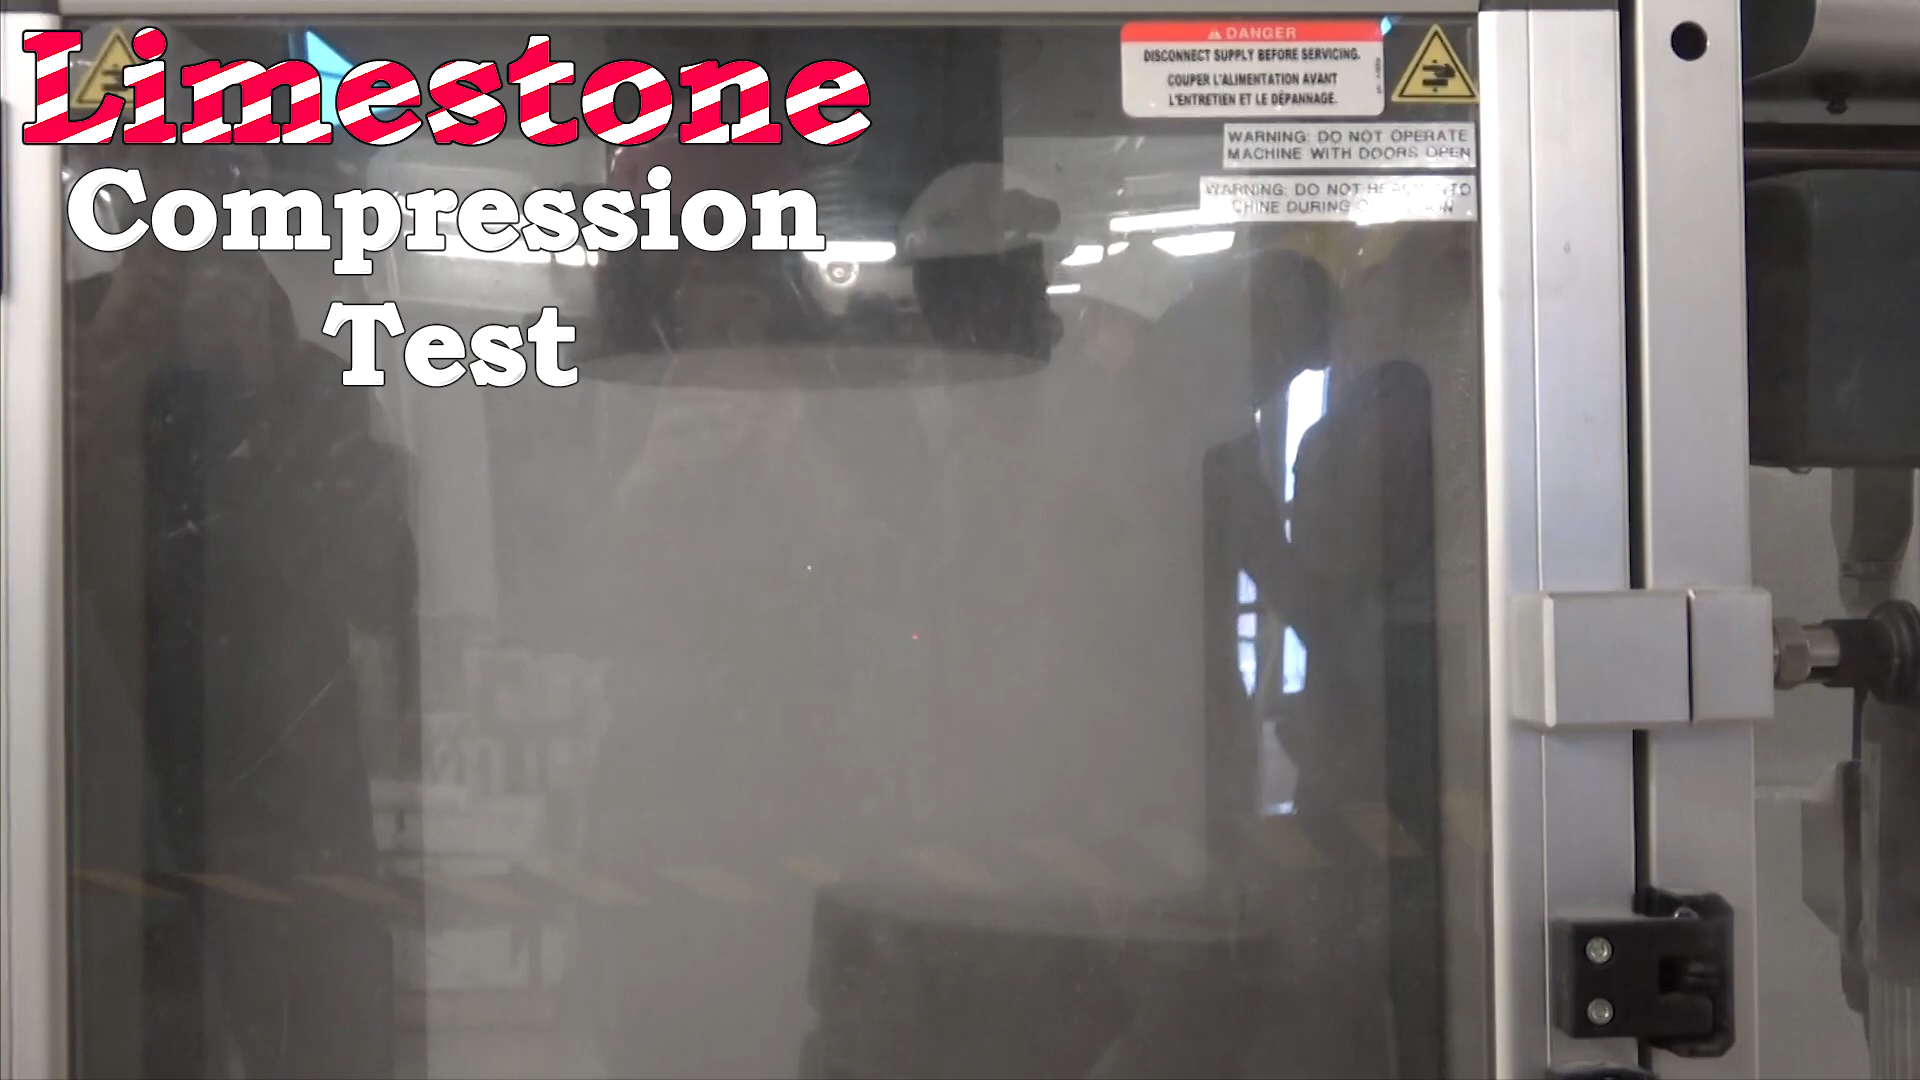 Limestone
Compression
Test
DANGER
DISCONNECT SUPPLY BEFORE SERVICING.
COUPER L'ALIMENTATION AVANT
L'ENTRETIEN ET LE DÉPANNAGE.
WARNING: DO NOT OPERATE
MACHINE WITH DOORS OPEN
WARNING: DO NOT
DURING